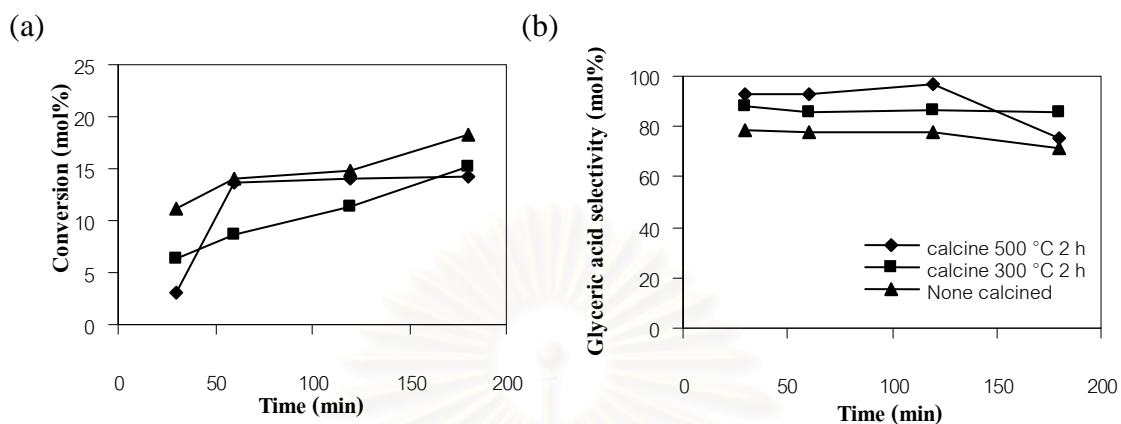 (a)
Conversion (mol%)
25
20
15
10
5
0
0 50 100 150 200
Time (min)
(b)
Glyceric acid selectivity (mol%)
100
80
60
40
20
0
calcine 500 °C 2 h
calcine 300 °C 2 h
None calcined
0 50 100 150 200
Time (min)